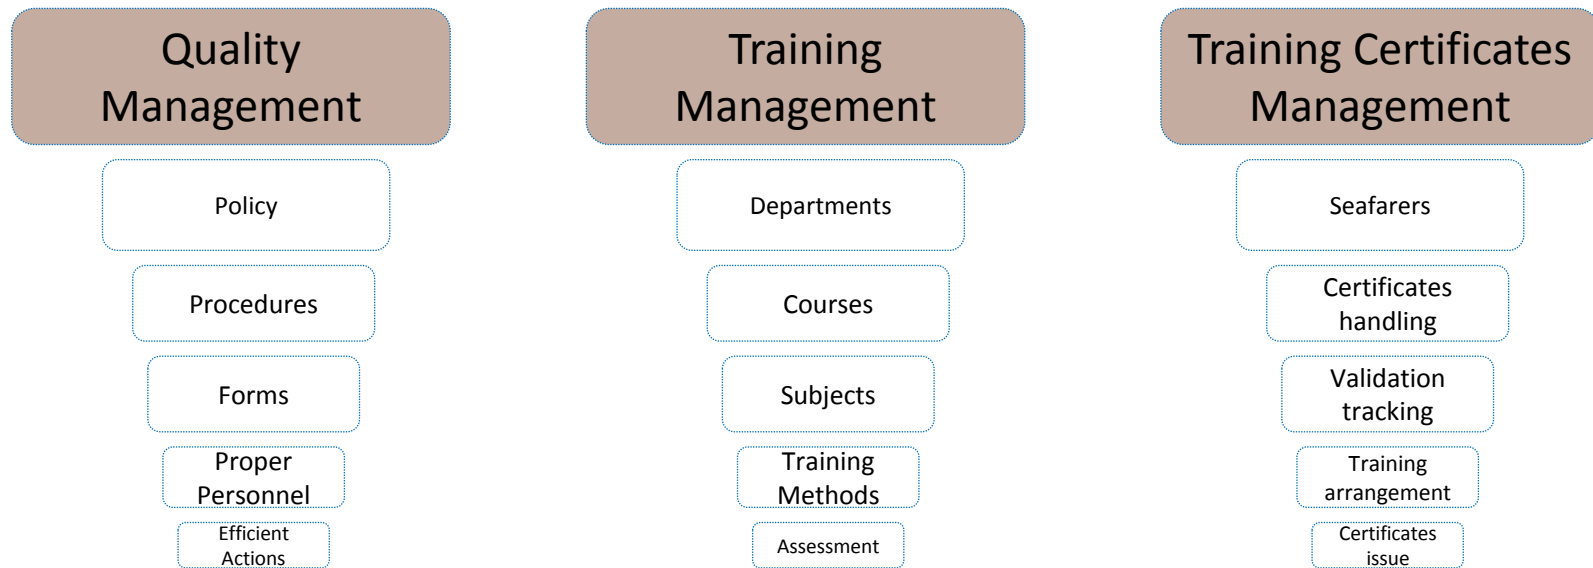 Quality
Management
Policy
Procedures
Forms
Proper
Personnel
Efficient
Actions
Training
Management
Departments
Courses
Subjects
Training
Methods
Assessment
Training Certificates
Management
Seafarers
Certificates
handling
Validation
tracking
Training
arrangement
Certificates
issue